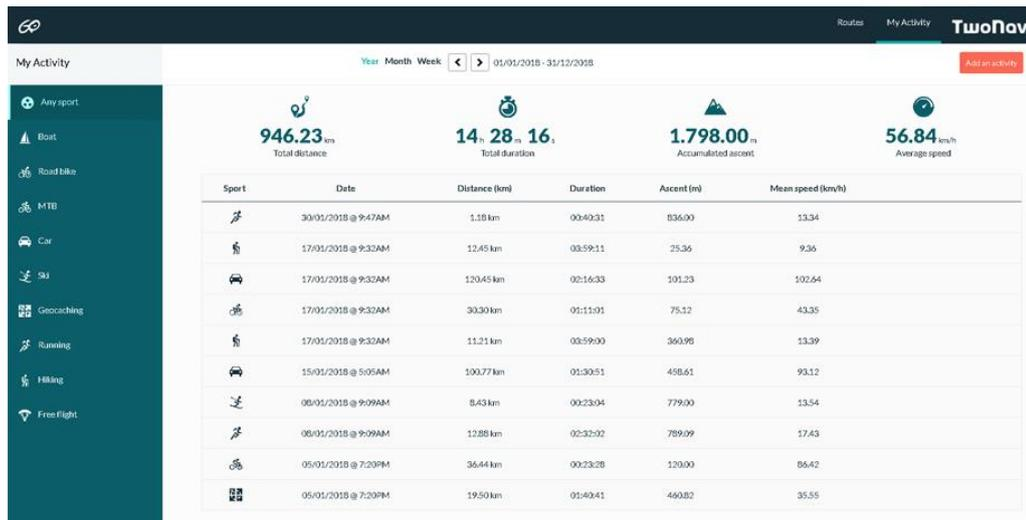 GO Routes My Activity TwoNav
My Activity Year Month Week 01/01/2018 - 31/12/2018 Add an activity
Any sport
Boat
Road bike
MTB
Car
Ski
Geocaching
Running
Hiking
Free flight
946.23 km 14h 28m 16s 1.798.00m 56.84 km/h
Total distance Total duration Accumulated ascent Average speed
Sport Date Distance (km) Duration Ascent (m) Mean speed (km/h)
30/01/2018 @ 9:47AM 1.18 km 00:40:31 836.00 13.34
17/01/2018 @ 9:32AM 12.45 km 03:59:11 25.36 9.36
17/01/2018 @ 9:32AM 120.45 km 02:16:33 101.23 102.64
17/01/2018 @ 9:32AM 30.30 km 01:11:01 75.12 43.35
17/01/2018 @ 9:32AM 11.21 km 03:59:00 360.98 13.39
15/01/2018 @ 5:05AM 100.77 km 01:30:51 458.61 93.12
08/01/2018 @ 9:09AM 8.43 km 00:23:04 779.00 13.54
08/01/2018 @ 9:09AM 12.88 km 02:32:02 789.09 17.43
05/01/2018 @ 7:20PM 36.44 km 00:23:28 120.00 86.42
05/01/2018 @ 7:20PM 19.50 km 01:40:41 460.82 35.55